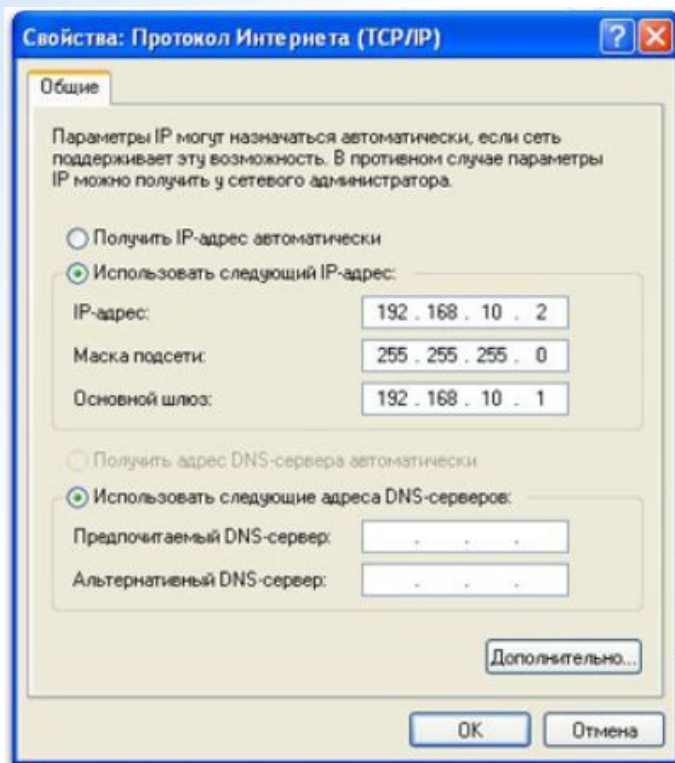 Свойства: Протокол Интернета (TCP/IP)
Общие
Параметры IP могут назначаться автоматически, если сеть
поддерживает эту возможность. В противном случае параметры
IP можно получить у сетевого администратора.
Получить IP-адрес автоматически
Использовать следующий IP-адрес:
IP-адрес: 192 . 168 . 10 . 2
Маска подсети: 255 . 255 . 255 . 0
Основной шлюз: 192 . 168 . 10 . 1
Получить адрес DNS-сервера автоматически
Использовать следующие адреса DNS-серверов:
Предпочитаемый DNS-сервер: . . .
Альтернативный DNS-сервер: . . .
Дополнительно...
OK Отмена